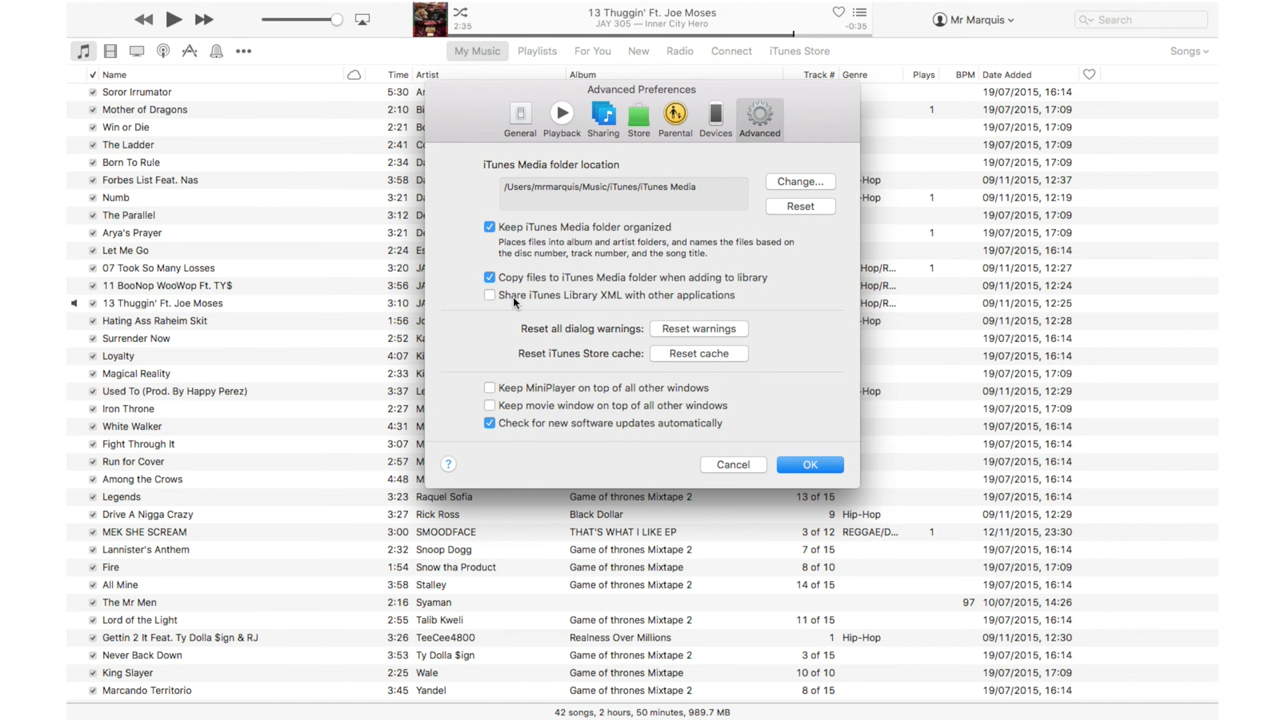 13 Thuggin' Ft. Joe Moses
JAY 305 — Inner City Hero
2:35
-0:35
Mr Marquis
Search
My Music Playlists For You New Radio Connect iTunes Store
Songs
Name Time Artist Album Track # Genre Plays BPM Date Added
Soror Irrumator 5:30 19/07/2015, 16:14
Mother of Dragons 2:10 1 19/07/2015, 17:09
Win or Die 2:21 19/07/2015, 17:09
The Ladder 2:41 19/07/2015, 16:14
Born To Rule 2:34 19/07/2015, 16:14
Forbes List Feat. Nas 3:58 -Hop 09/11/2015, 12:29
Numb 3:21 -Hop 1 09/11/2015, 12:29
The Parallel 3:12 19/07/2015, 16:14
Arya's Prayer 2:43 1 19/07/2015, 17:09
Let Me Go 2:24 19/07/2015, 16:14
07 Took So Many Losses 3:20 Hop/R... 1 09/11/2015, 12:27
11 BooNop WooWop Ft. TY$ 3:56 Hop/R... 09/11/2015, 12:28
13 Thuggin' Ft. Joe Moses 3:10 Hop/R... 09/11/2015, 12:25
Hating Ass Raheim Skit 1:56 -Hop 09/11/2015, 12:28
Surrender Now 2:52 19/07/2015, 16:14
Loyalty 4:07 19/07/2015, 16:14
Magical Reality 2:33 19/07/2015, 16:14
Used To (Prod. By Happy Perez) 3:37 -Hop 09/11/2015, 12:29
Iron Throne 2:27 19/07/2015, 17:09
White Walker 4:31 19/07/2015, 16:14
Fight Through It 3:07 19/07/2015, 16:14
Run for Cover 2:57 19/07/2015, 16:14
Among the Crows 4:48 19/07/2015, 16:14
Legends 3:23 Raquel Sofia Game of thrones Mixtape 2 13 of 15 19/07/2015, 16:14
Drive A Nigga Crazy 3:27 Rick Ross Black Dollar 9 Hip-Hop 09/11/2015, 12:29
MEK SHE SCREAM 3:00 SMOODFACE THAT'S WHAT I LIKE EP 3 of 12 REGGAE/D... 1 12/11/2015, 23:30
Lannister's Anthem 2:32 Snoop Dogg Game of thrones Mixtape 2 7 of 15 19/07/2015, 16:14
Fire 1:54 Snow tha Product Game of thrones Mixtape 2 8 of 10 19/07/2015, 17:09
All Mine 3:58 Stalley Game of thrones Mixtape 2 14 of 15 19/07/2015, 16:14
The Mr Men 2:16 Syaman 97 10/07/2015, 14:26
Lord of the Light 2:55 Talib Kweli Game of thrones Mixtape 2 11 of 15 19/07/2015, 16:14
Gettin 2 It Feat. Ty Dolla $ign & RJ 3:26 TeeCee4800 Realness Over Millions 1 Hip-Hop 09/11/2015, 12:30
Never Back Down 3:53 Ty Dolla $ign Game of thrones Mixtape 2 3 of 15 19/07/2015, 16:14
King Slayer 2:25 Wale Game of thrones Mixtape 2 10 of 10 19/07/2015, 17:09
Marcando Territorio 3:45 Yandel Game of thrones Mixtape 2 8 of 15 19/07/2015, 16:14
42 songs, 2 hours, 50 minutes, 989.7 MB
Advanced Preferences
General Playback Sharing Store Parental Devices Advanced
iTunes Media folder location
/Users/mrmarquis/Music/iTunes/iTunes Media
Change...
Reset
Keep iTunes Media folder organized
Places files into album and artist folders, and names the files based on
the disc number, track number, and the song title.
Copy files to iTunes Media folder when adding to library
Share iTunes Library XML with other applications
Reset all dialog warnings: Reset warnings
Reset iTunes Store cache: Reset cache
Keep MiniPlayer on top of all other windows
Keep movie window on top of all other windows
Check for new software updates automatically
? Cancel OK